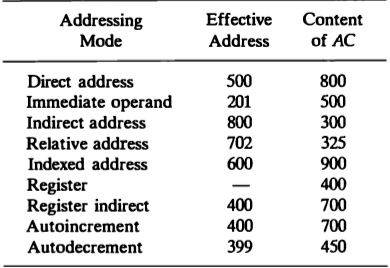 Addressing Mode Effective Address Content of AC
Direct address 500 800
Immediate operand 201 500
Indirect address 800 300
Relative address 702 325
Indexed address 600 900
Register — 400
Register indirect 400 700
Autoincrement 400 700
Autodecrement 399 450